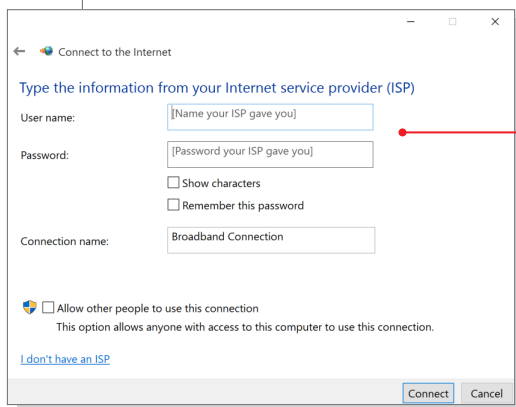 Connect to the Internet
Type the information from your Internet service provider (ISP)
User name:
[Name your ISP gave you]
Password:
[Password your ISP gave you]
Show characters
Remember this password
Connection name:
Broadband Connection
Allow other people to use this connection
This option allows anyone with access to this computer to use this connection.
I don't have an ISP
Connect
Cancel